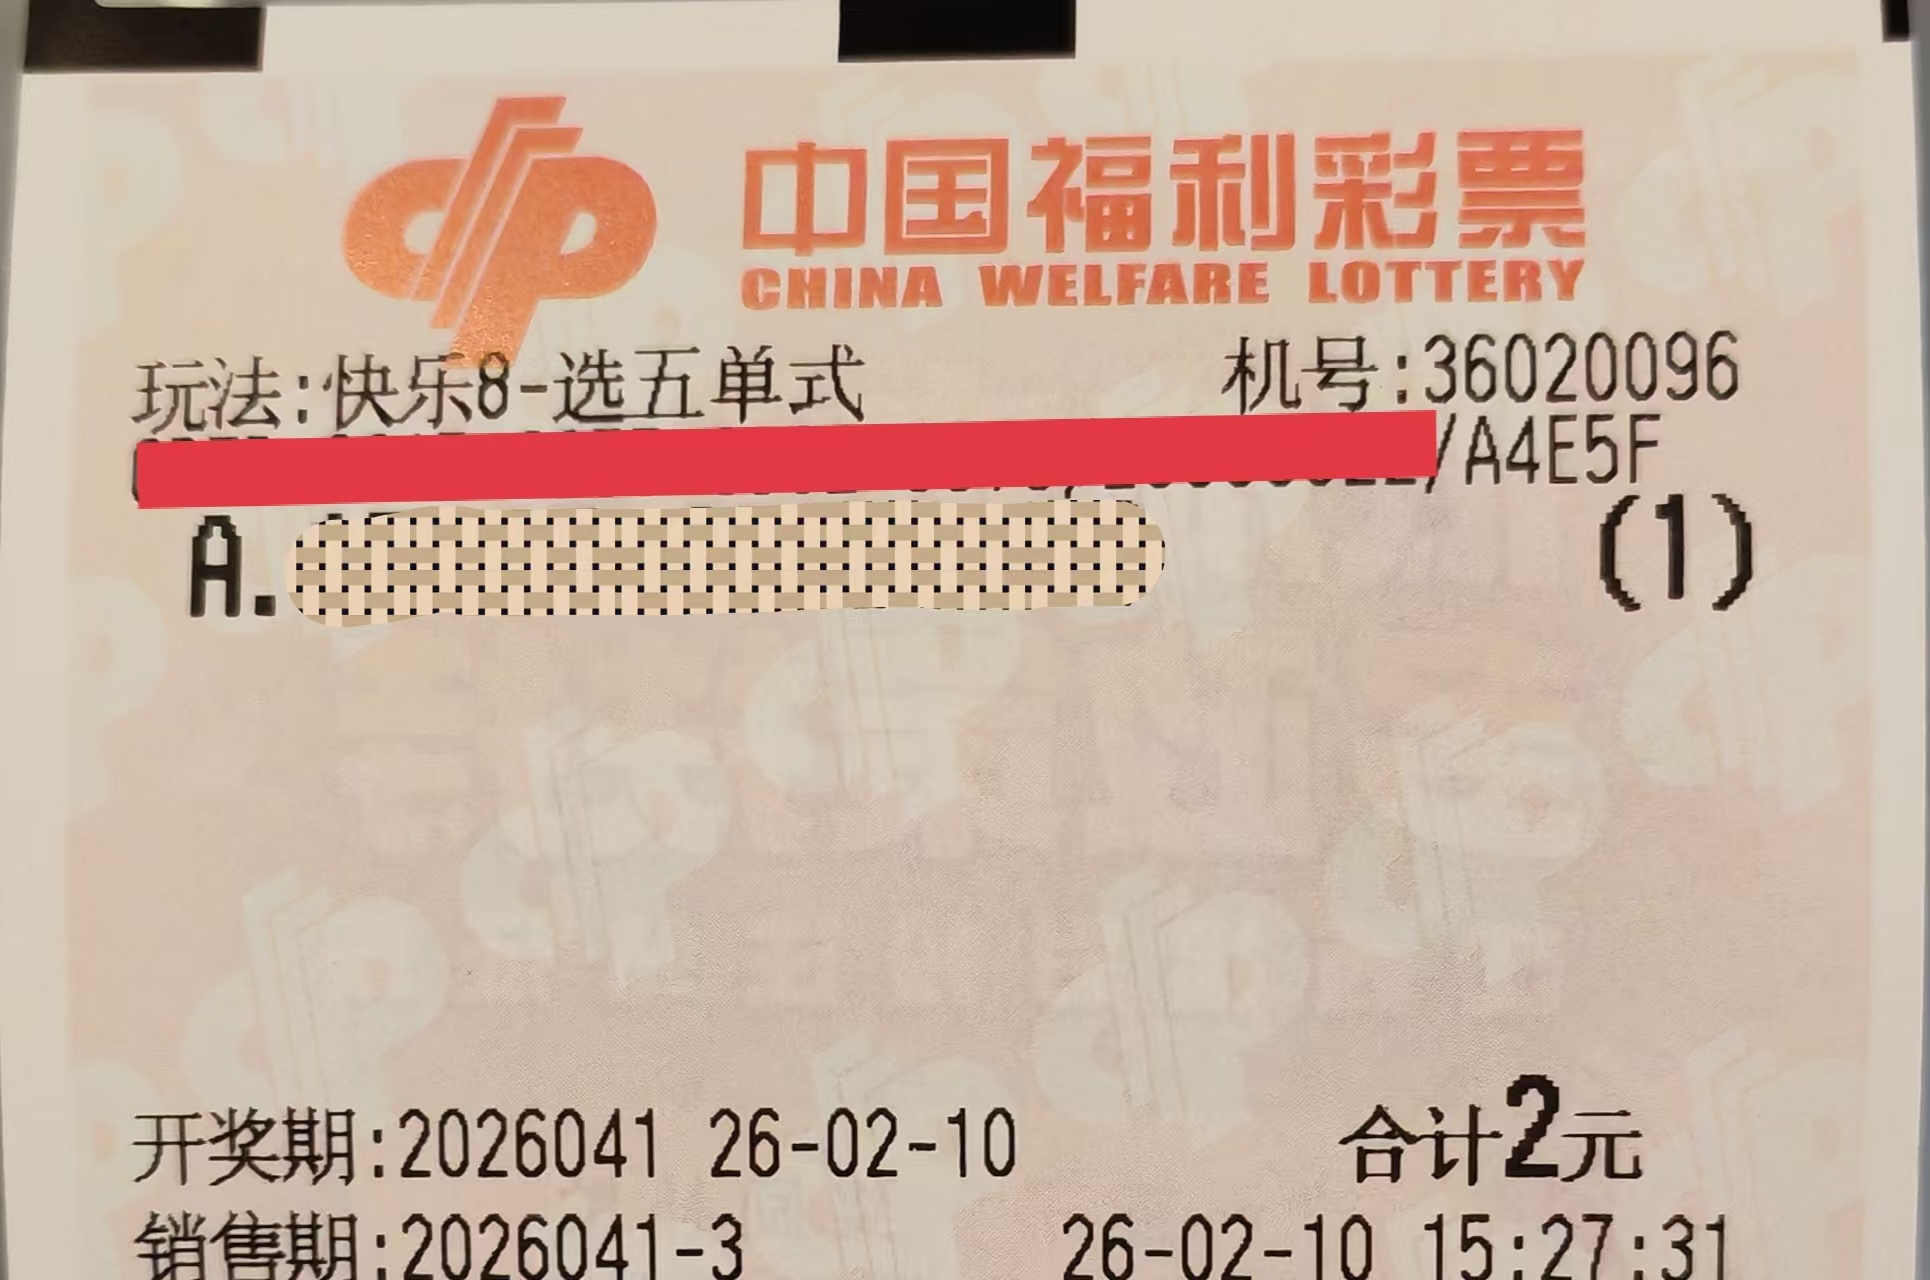 中国福利彩票
CHINA WELFARE LOTTERY
玩法:快乐8-选五单式 机号:36020096
/A4E5F
A. (1)
开奖期:2026041 26-02-10 合计2元
销售期:2026041-3 26-02-10 15:27:31